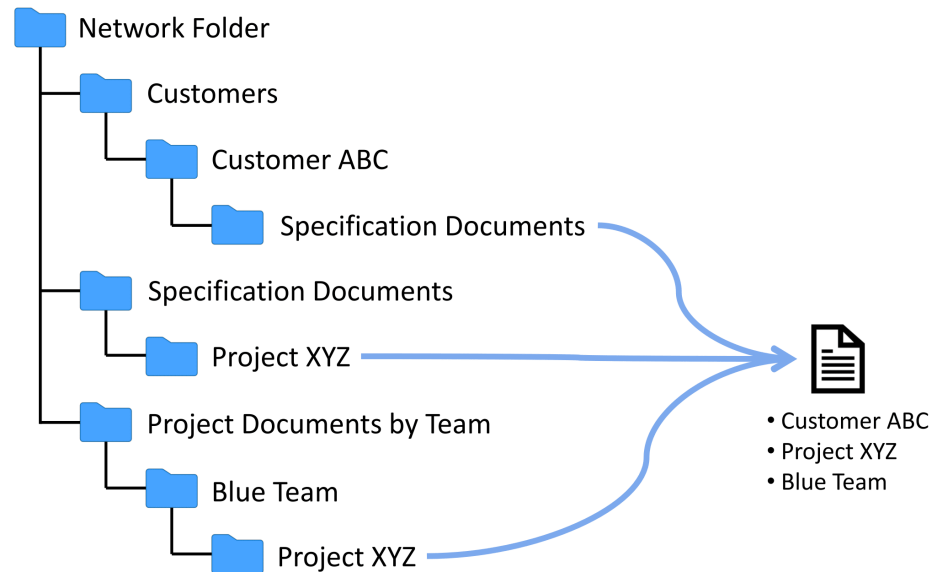 Network Folder
Customers
Customer ABC
Specification Documents
Specification Documents
Project XYZ
Project Documents by Team
Blue Team
Project XYZ
• Customer ABC
• Project XYZ
• Blue Team